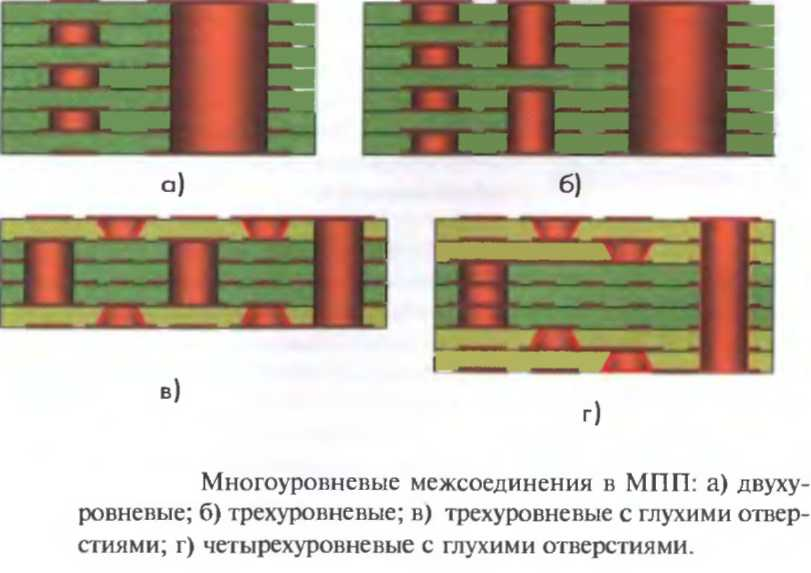 а)
б)
в)
г)
Многоуровневые межсоединения в МПП: а) двуху-
ровневые; б) трехуровневые; в) трехуровневые с глухими отвер-
стиями; г) четырехуровневые с глухими отверстиями.